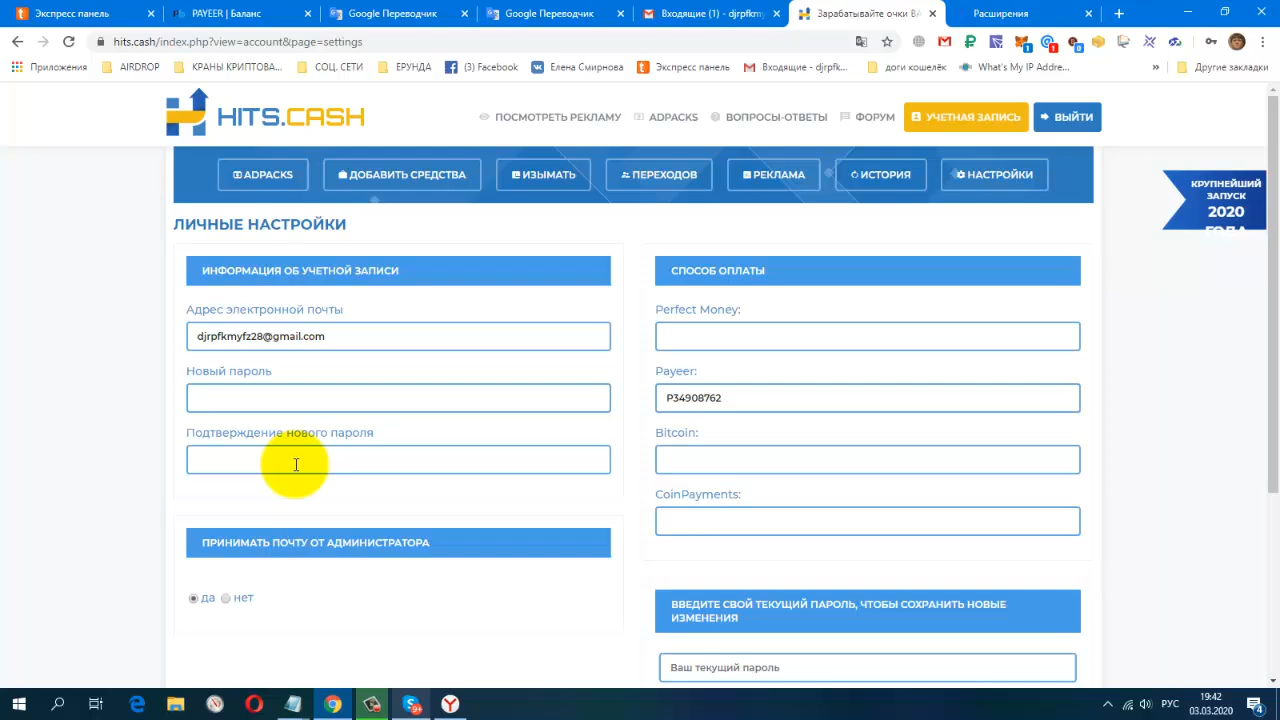 Экспресс панель
PAYEER | Баланс
Google Переводчик
Google Переводчик
Входящие (1) - djrpfkmy
Зарабатывайте очки BA
Расширения
hits.cash/index.php?view=account&page=settings
Приложения
AIRDROP
КРАНЫ КРИПТОВА...
СОЦ. СЕТИ
ЕРУНДА
Facebook
Елена Смирнова
Экспресс панель
Входящие - djrpfk...
доги кошелёк
What's My IP Addre...
»
Другие закладки
HITS.CASH
ПОСМОТРЕТЬ РЕКЛАМУ
ADPACKS
ВОПРОСЫ-ОТВЕТЫ
ФОРУМ
УЧЕТНАЯ ЗАПИСЬ
ВЫЙТИ
ADPACKS
ДОБАВИТЬ СРЕДСТВА
ИЗЫМАТЬ
ПЕРЕХОДОВ
РЕКЛАМА
ИСТОРИЯ
НАСТРОЙКИ
КРУПНЕЙШИЙ
ЗАПУСК
2020
ГОДА
ЛИЧНЫЕ НАСТРОЙКИ
ИНФОРМАЦИЯ ОБ УЧЕТНОЙ ЗАПИСИ
Адрес электронной почты
djrpfkmyfz28@gmail.com
Новый пароль
Подтверждение нового пароля
ПРИНИМАТЬ ПОЧТУ ОТ АДМИНИСТРАТОРА
да нет
СПОСОБ ОПЛАТЫ
Perfect Money:
Payeer:
P34908762
Bitcoin:
CoinPayments:
ВВЕДИТЕ СВОЙ ТЕКУЩИЙ ПАРОЛЬ, ЧТОБЫ СОХРАНИТЬ НОВЫЕ
ИЗМЕНЕНИЯ
Ваш текущий пароль
РУС
19:42
03.03.2020